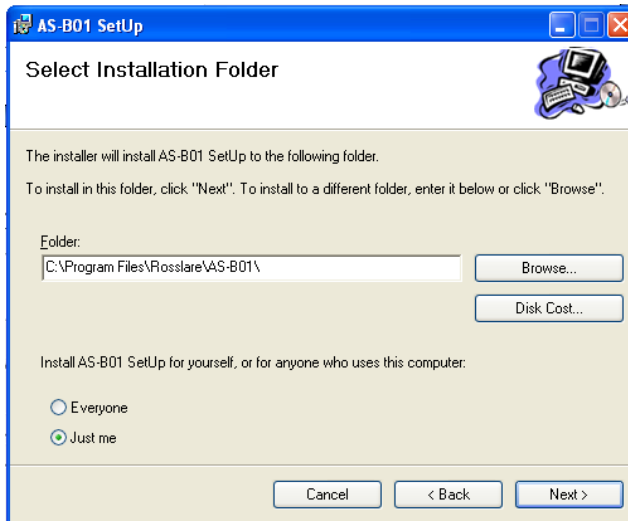 AS-B01 SetUp
Select Installation Folder
The installer will install AS-B01 SetUp to the following folder.
To install in this folder, click "Next". To install to a different folder, enter it below or click "Browse".
Folder:
C:\Program Files\Rosslare\AS-B01\
Browse...
Disk Cost...
Install AS-B01 SetUp for yourself, or for anyone who uses this computer:
Everyone
Just me
Cancel
< Back
Next >